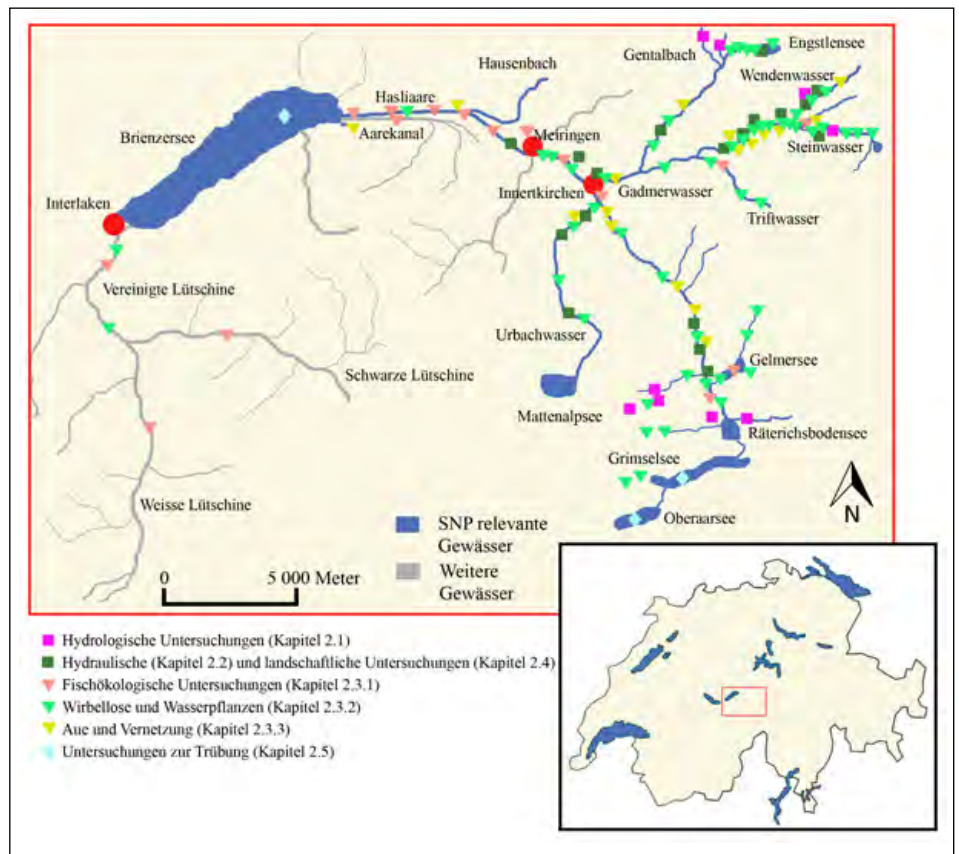 Engstlensee
Gentalbach
Hausenbach
Wendenwasser
Hasliaare
Brienzersee
Aarekanal
Meiringen
Steinwasser
Interlaken
Innertkirchen
Gadmerwasser
Triftwasser
Vereinigte Lütschine
Urbachwasser
Gelmersee
Schwarze Lütschine
Mattenalpsee
Räterichsbodensee
Grimselsee
Weisse Lütschine
Oberaarsee
N
SNP relevante
Gewässer
Weitere
Gewässer
0 5 000 Meter
Hydrologische Untersuchungen (Kapitel 2.1)
Hydraulische (Kapitel 2.2) und landschaftliche Untersuchungen (Kapitel 2.4)
Fischökologische Untersuchungen (Kapitel 2.3.1)
Wirbellose und Wasserpflanzen (Kapitel 2.3.2)
Aue und Vernetzung (Kapitel 2.3.3)
Untersuchungen zur Trübung (Kapitel 2.5)